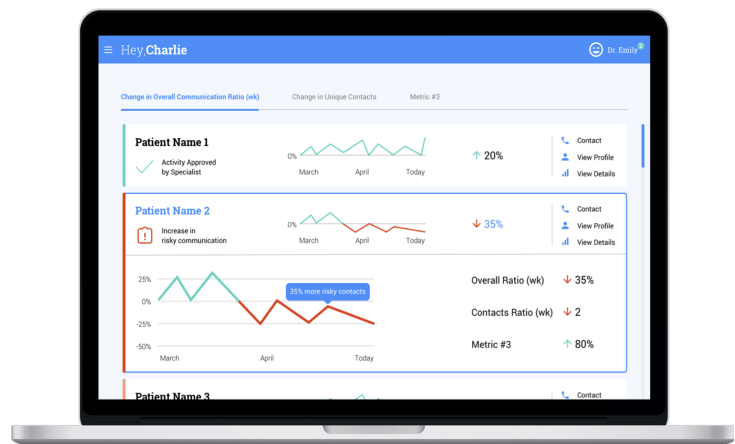 Hey,Charlie
Dr. Emily
Change in Overall Communication Ratio (wk)
Change in Unique Contacts
Metric #3
Patient Name 1
Activity Approved
by Specialist
0%
March
April
Today
20%
Contact
View Profile
View Details
Patient Name 2
Increase in
risky communication
0%
March
April
Today
35%
Contact
View Profile
View Details
25%
0%
-25%
-50%
March
April
Today
35% more risky contacts
Overall Ratio (wk)
35%
Contacts Ratio (wk)
2
Metric #3
80%
Patient Name 3
Contact